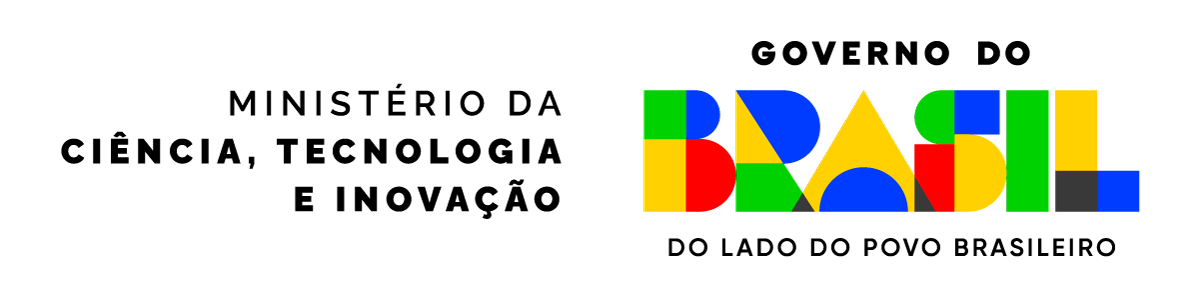 MINISTÉRIO DA
CIÊNCIA, TECNOLOGIA
E INOVAÇÃO
GOVERNO DO
BRASIL
DO LADO DO POVO BRASILEIRO